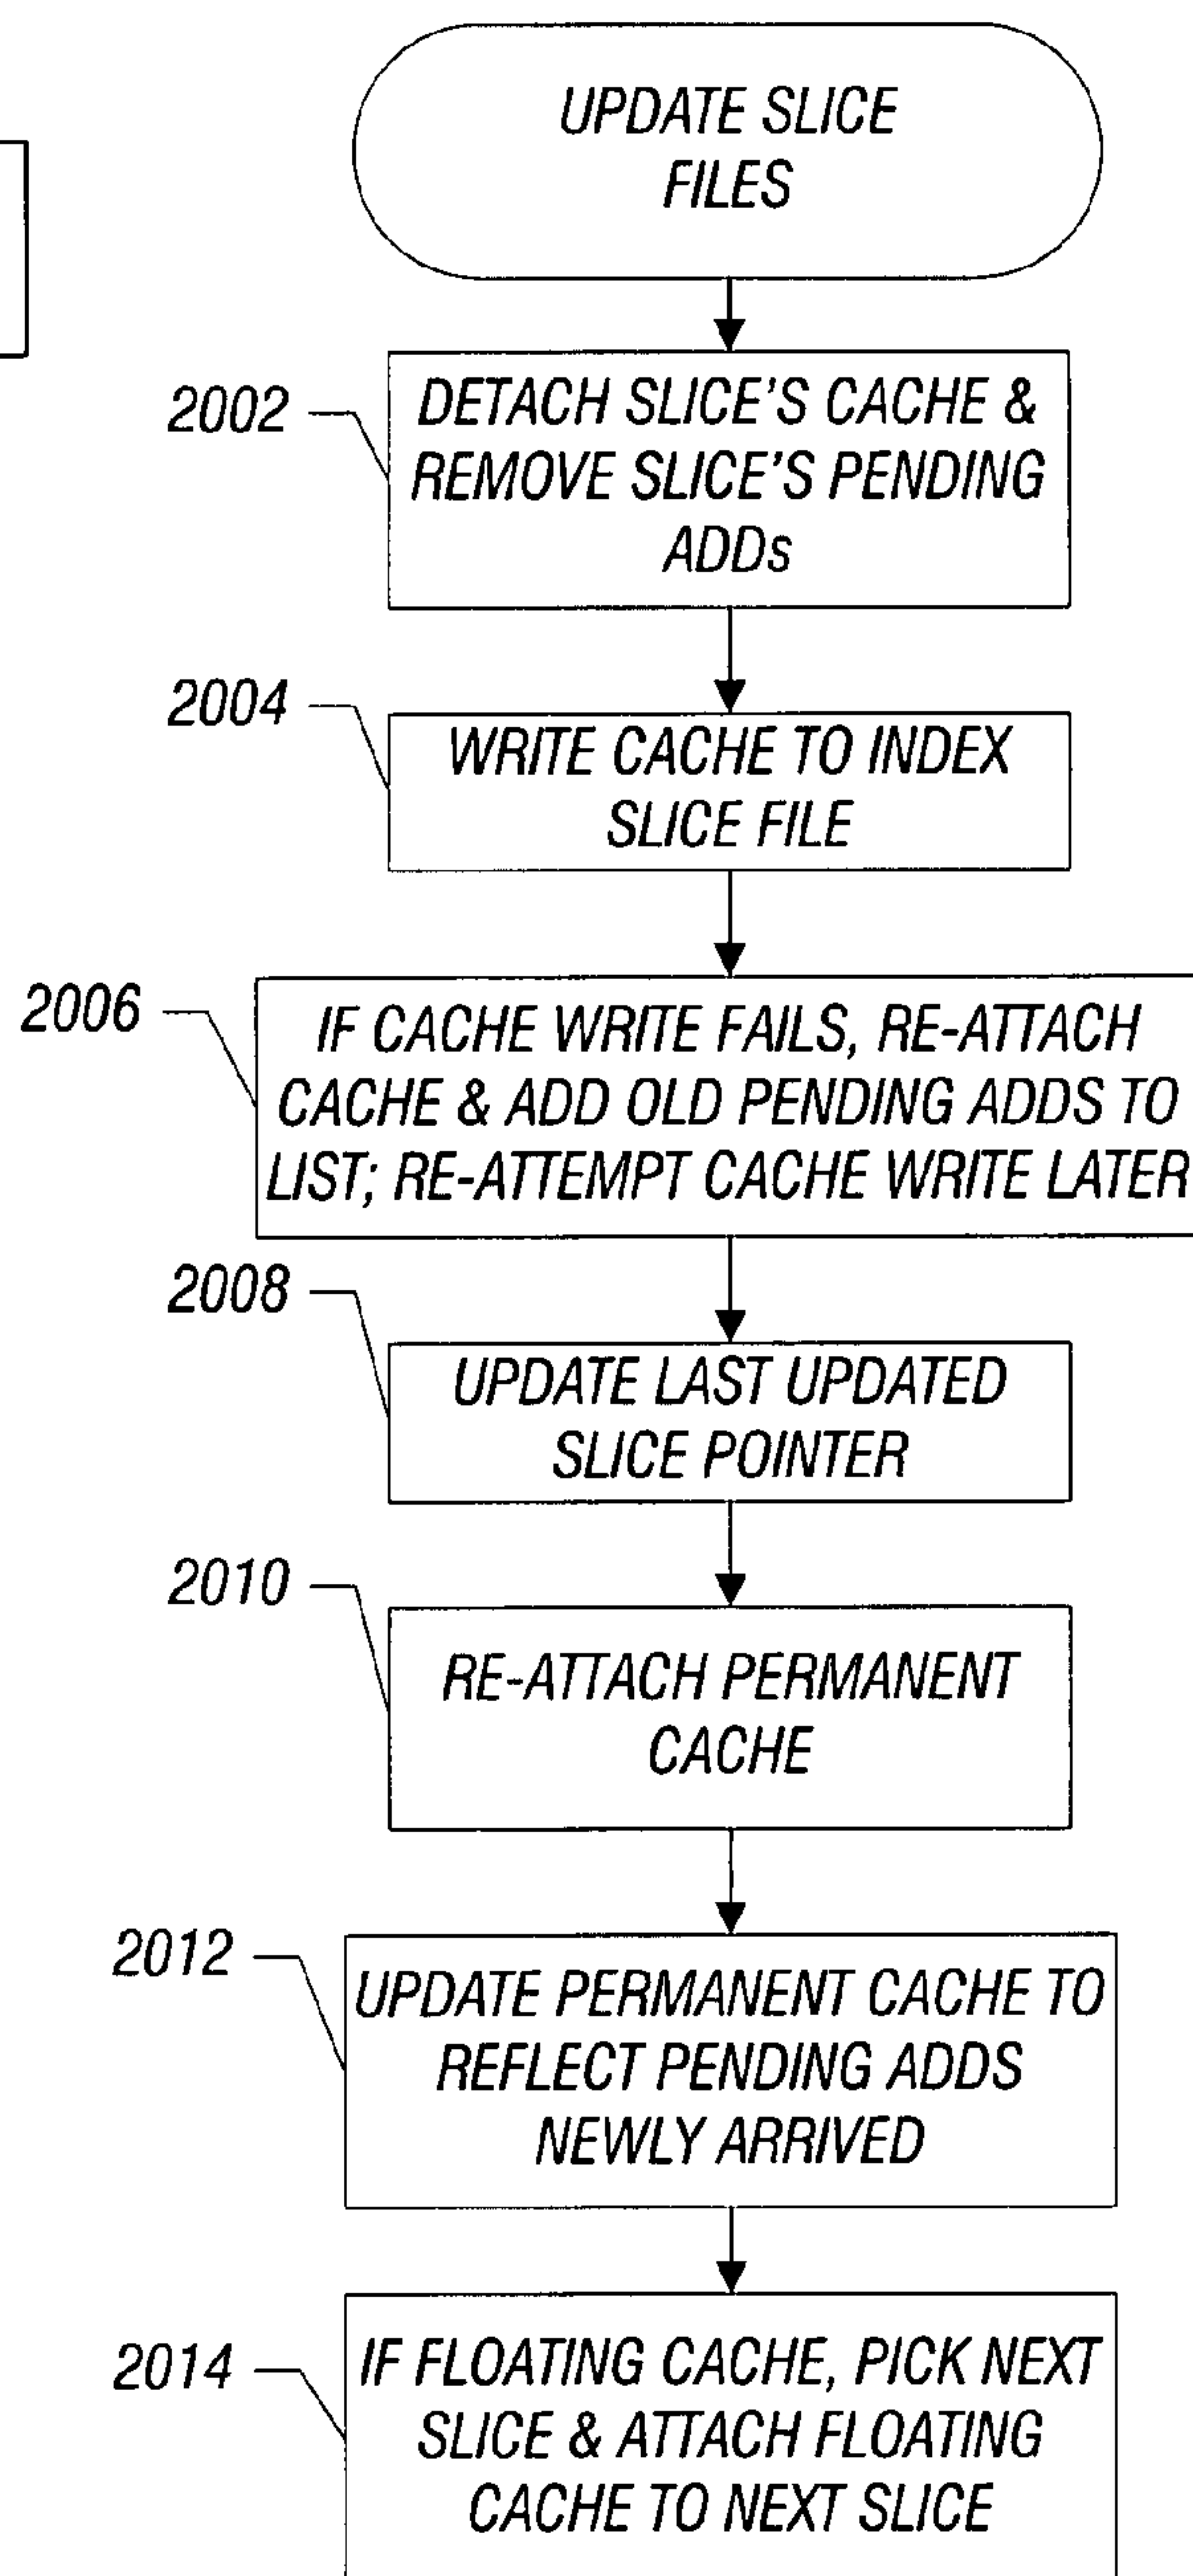 UPDATE SLICE
FILES
2002
DETACH SLICE'S CACHE &
REMOVE SLICE'S PENDING
ADDs
2004
WRITE CACHE TO INDEX
SLICE FILE
2006
IF CACHE WRITE FAILS, RE-ATTACH
CACHE & ADD OLD PENDING ADDS TO
LIST; RE-ATTEMPT CACHE WRITE LATER
2008
UPDATE LAST UPDATED
SLICE POINTER
2010
RE-ATTACH PERMANENT
CACHE
2012
UPDATE PERMANENT CACHE TO
REFLECT PENDING ADDS
NEWLY ARRIVED
2014
IF FLOATING CACHE, PICK NEXT
SLICE & ATTACH FLOATING
CACHE TO NEXT SLICE